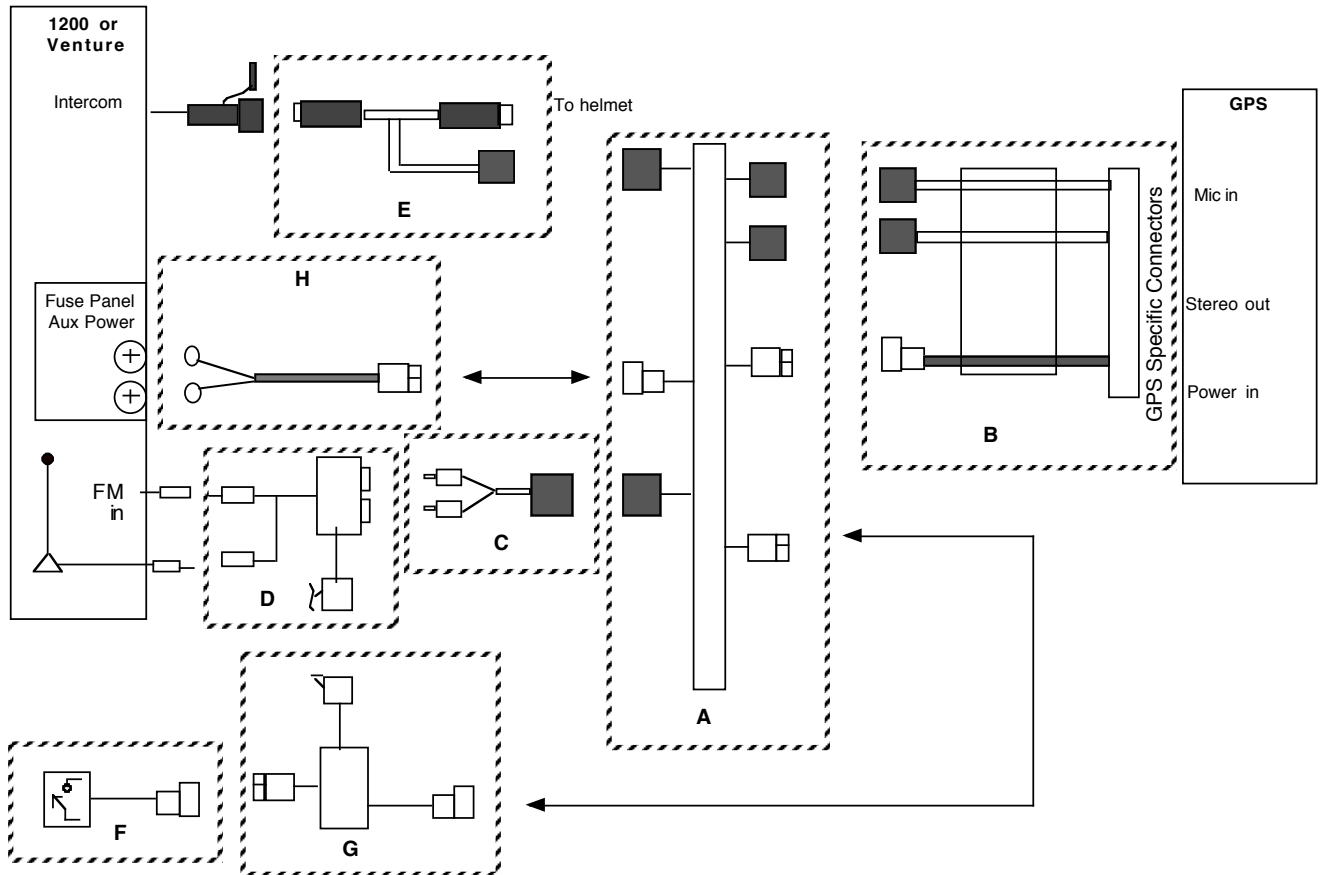 1200 or
Venture
Intercom
To helmet
GPS
E
Mic in
H
Fuse Panel
Aux Power
Stereo out
GPS Specific Connectors
Power in
B
FM
in
C
D
A
F
G